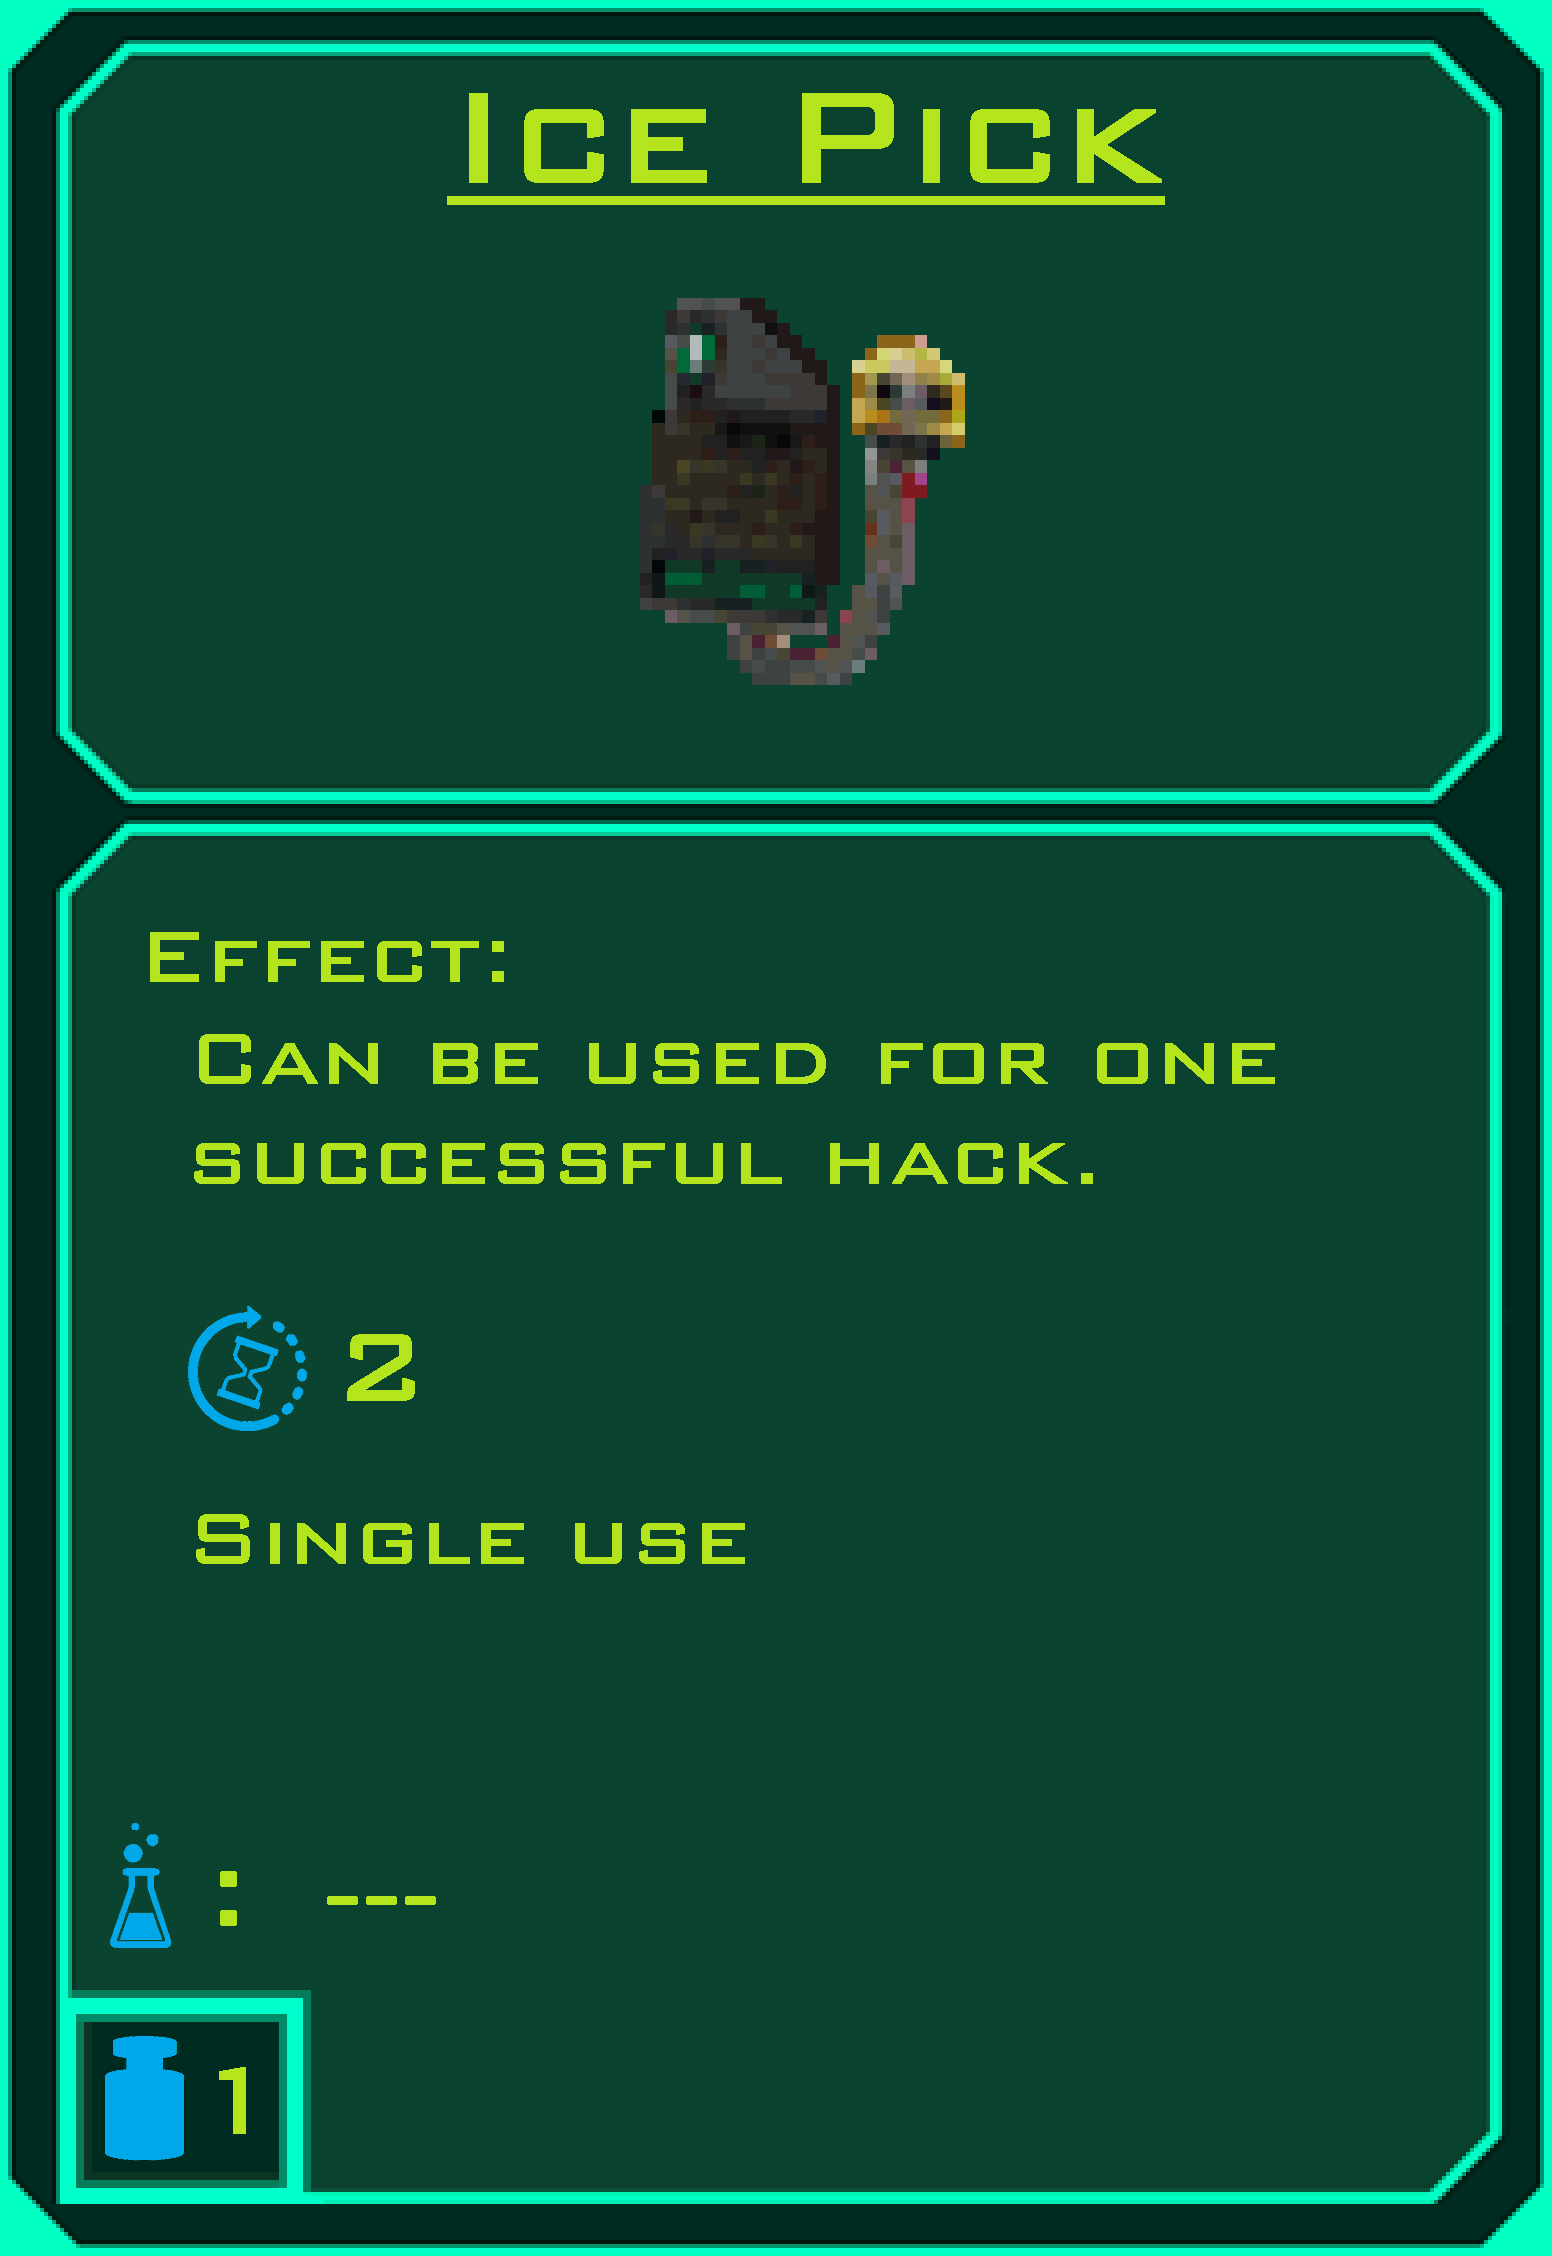 Ice Pick
Effect:
Can be used for one
successful hack.
2
Single use
: ---
1